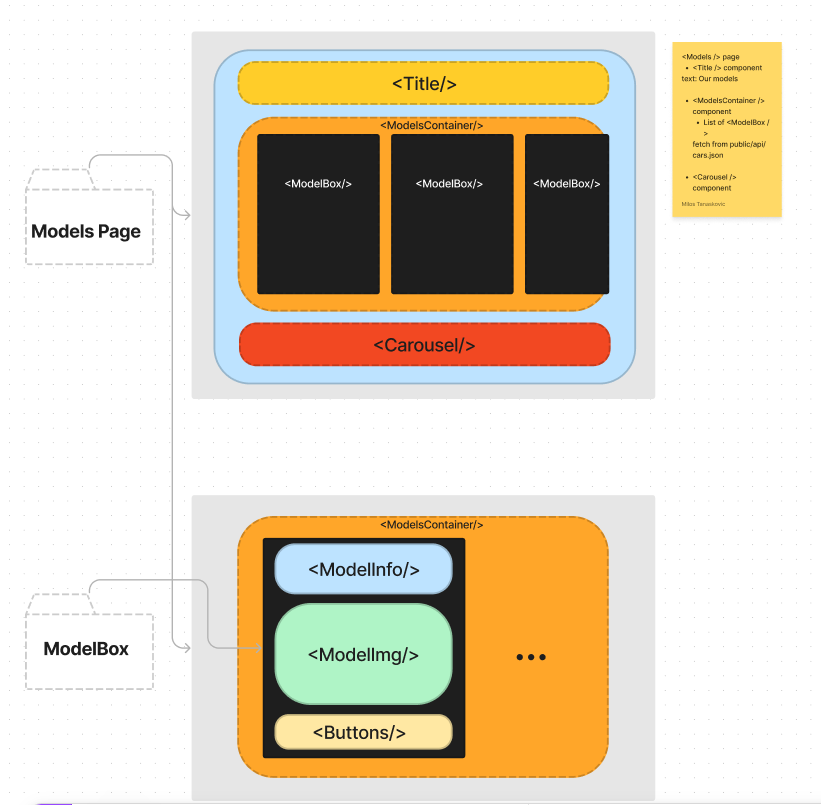 <Title/>
<ModelsContainer/>
<ModelBox/>
<ModelBox/>
<ModelBox/>
<Carousel/>
<Models /> page
• <Title /> component
text: Our models
• <ModelsContainer />
component
• List of <ModelBox /
>
fetch from public/api/
cars.json
• <Carousel />
component
Milos Tanaskovic
Models Page
<ModelsContainer/>
<ModelInfo/>
<ModelImg/>
<Buttons/>
•••
ModelBox